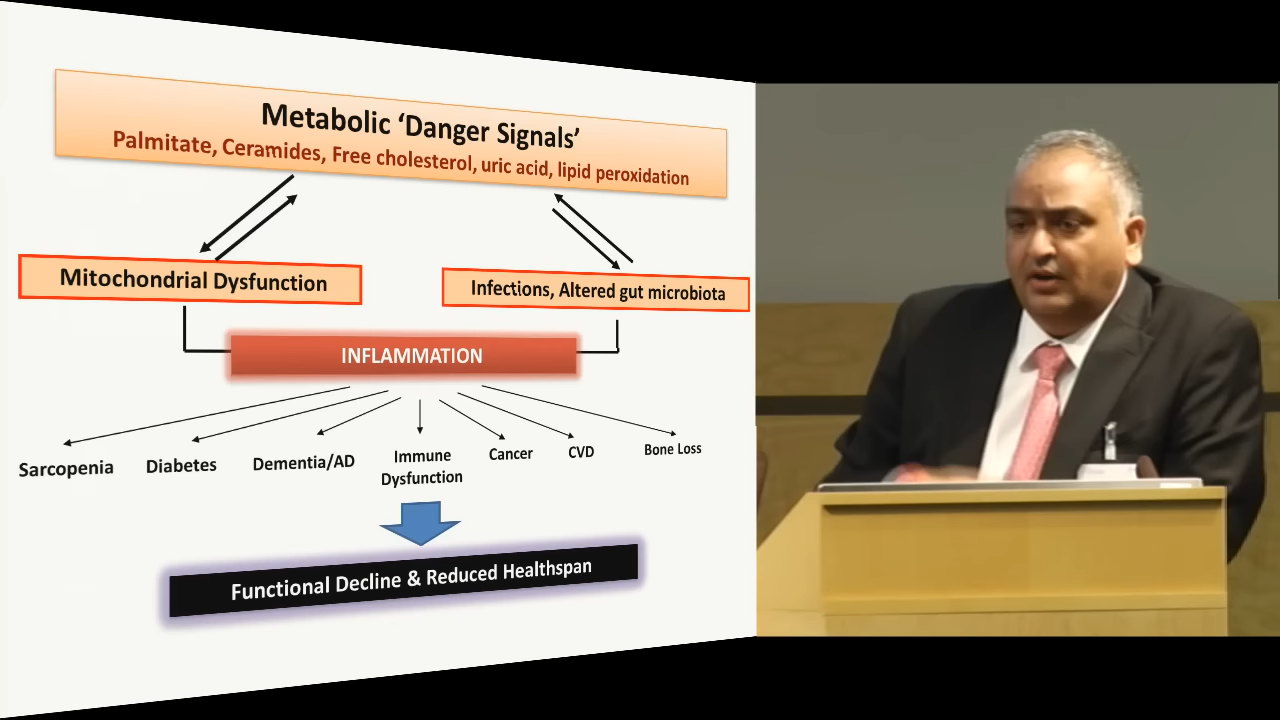 Metabolic ‘Danger Signals’
Palmitate, Ceramides, Free cholesterol, uric acid, lipid peroxidation
Mitochondrial Dysfunction
Infections, Altered gut microbiota
INFLAMMATION
Sarcopenia
Diabetes
Dementia/AD
Immune
Dysfunction
Cancer
CVD
Bone Loss
Functional Decline & Reduced Healthspan